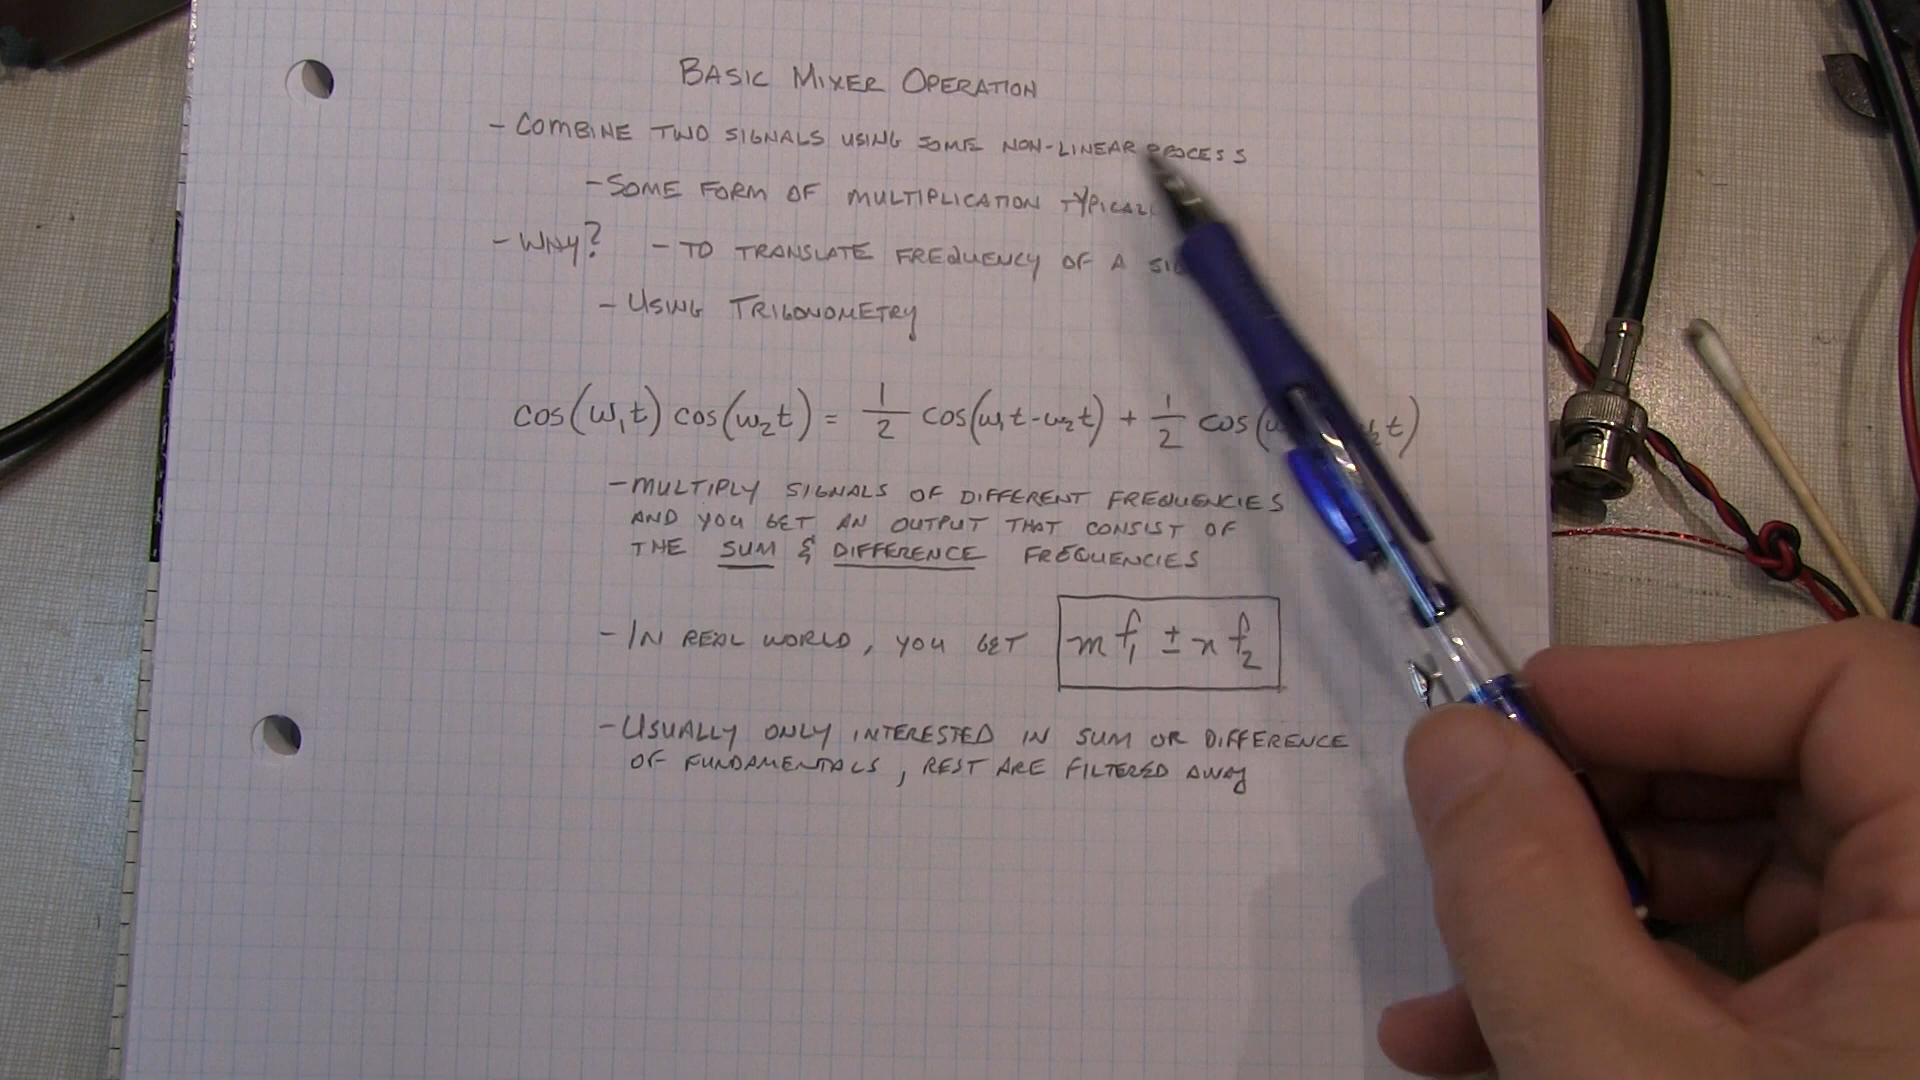 BASIC MIXER OPERATION
- COMBINE TWO SIGNALS USING SOME NON-LINEAR PROCESS
- SOME FORM OF MULTIPLICATION
- WHY? - TO TRANSLATE FREQUENCY OF A
- USING TRIGONOMETRY
cos(ω₁t) cos(ω₂t) = 1/2 cos(ω₁t-ω₂t) + 1/2 cos(
- MULTIPLY SIGNALS OF DIFFERENT FREQUENCIES
AND YOU GET AN OUTPUT THAT CONSIST OF
THE SUM & DIFFERENCE FREQUENCIES
- IN REAL WORLD, YOU GET m f₁ ± n f₂
- USUALLY ONLY INTERESTED IN SUM OR DIFFERENCE
OF FUNDAMENTALS, REST ARE FILTERED AWAY